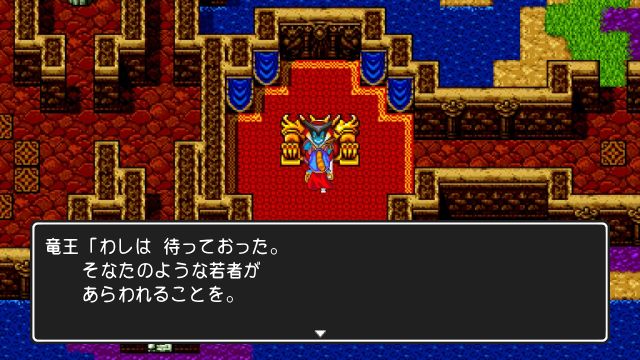 竜王「わしは 待っておった。
そなたのような若者が
あらわれることを。